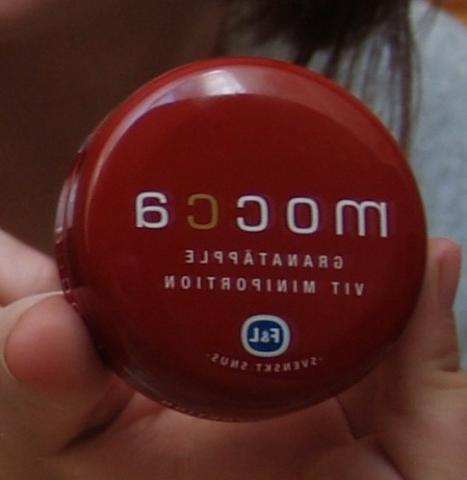 mocca
GRANATÄPPLE
VIT MINIPORTION
F&L
·SVENSKT SNUS·